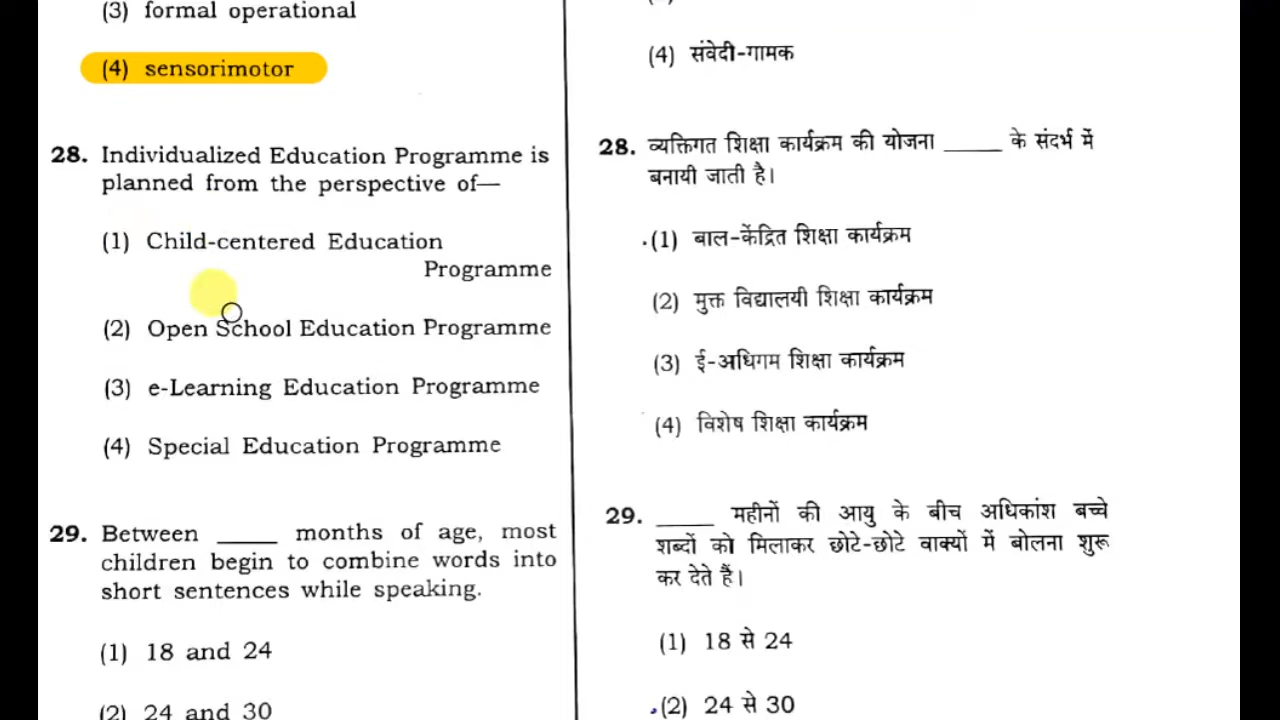 (3) formal operational
(4) sensorimotor
28. Individualized Education Programme is
planned from the perspective of—
(1) Child-centered Education
Programme
(2) Open School Education Programme
(3) e-Learning Education Programme
(4) Special Education Programme
29. Between _____ months of age, most
children begin to combine words into
short sentences while speaking.
(1) 18 and 24
(2) 24 and 30
(4) संवेदी-गामक
28. व्यक्तिगत शिक्षा कार्यक्रम की योजना _____ के संदर्भ में
बनायी जाती है।
(1) बाल-केंद्रित शिक्षा कार्यक्रम
(2) मुक्त विद्यालयी शिक्षा कार्यक्रम
(3) ई-अधिगम शिक्षा कार्यक्रम
(4) विशेष शिक्षा कार्यक्रम
29. _____ महीनों की आयु के बीच अधिकांश बच्चे
शब्दों को मिलाकर छोटे-छोटे वाक्यों में बोलना शुरू
कर देते हैं।
(1) 18 से 24
(2) 24 से 30